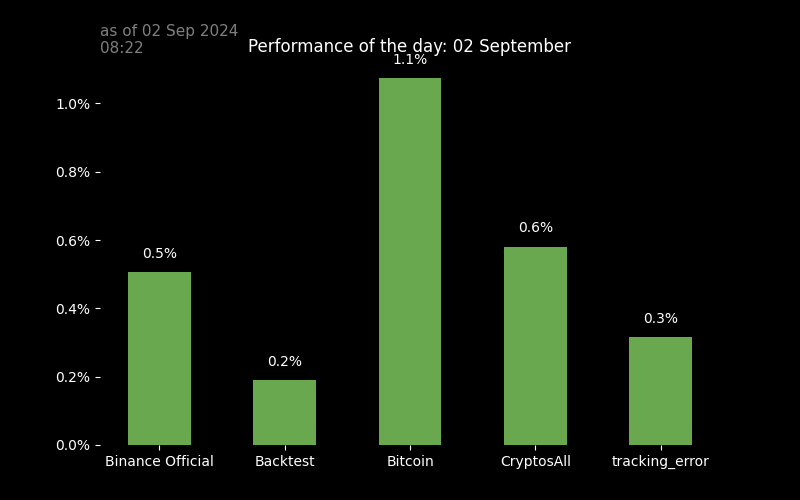 as of 02 Sep 2024
08:22
Performance of the day: 02 September
1.1%
1.0%
0.8%
0.6%
0.6%
0.5%
0.4%
0.3%
0.2%
0.2%
0.0%
Binance Official
Backtest
Bitcoin
CryptosAll
tracking_error